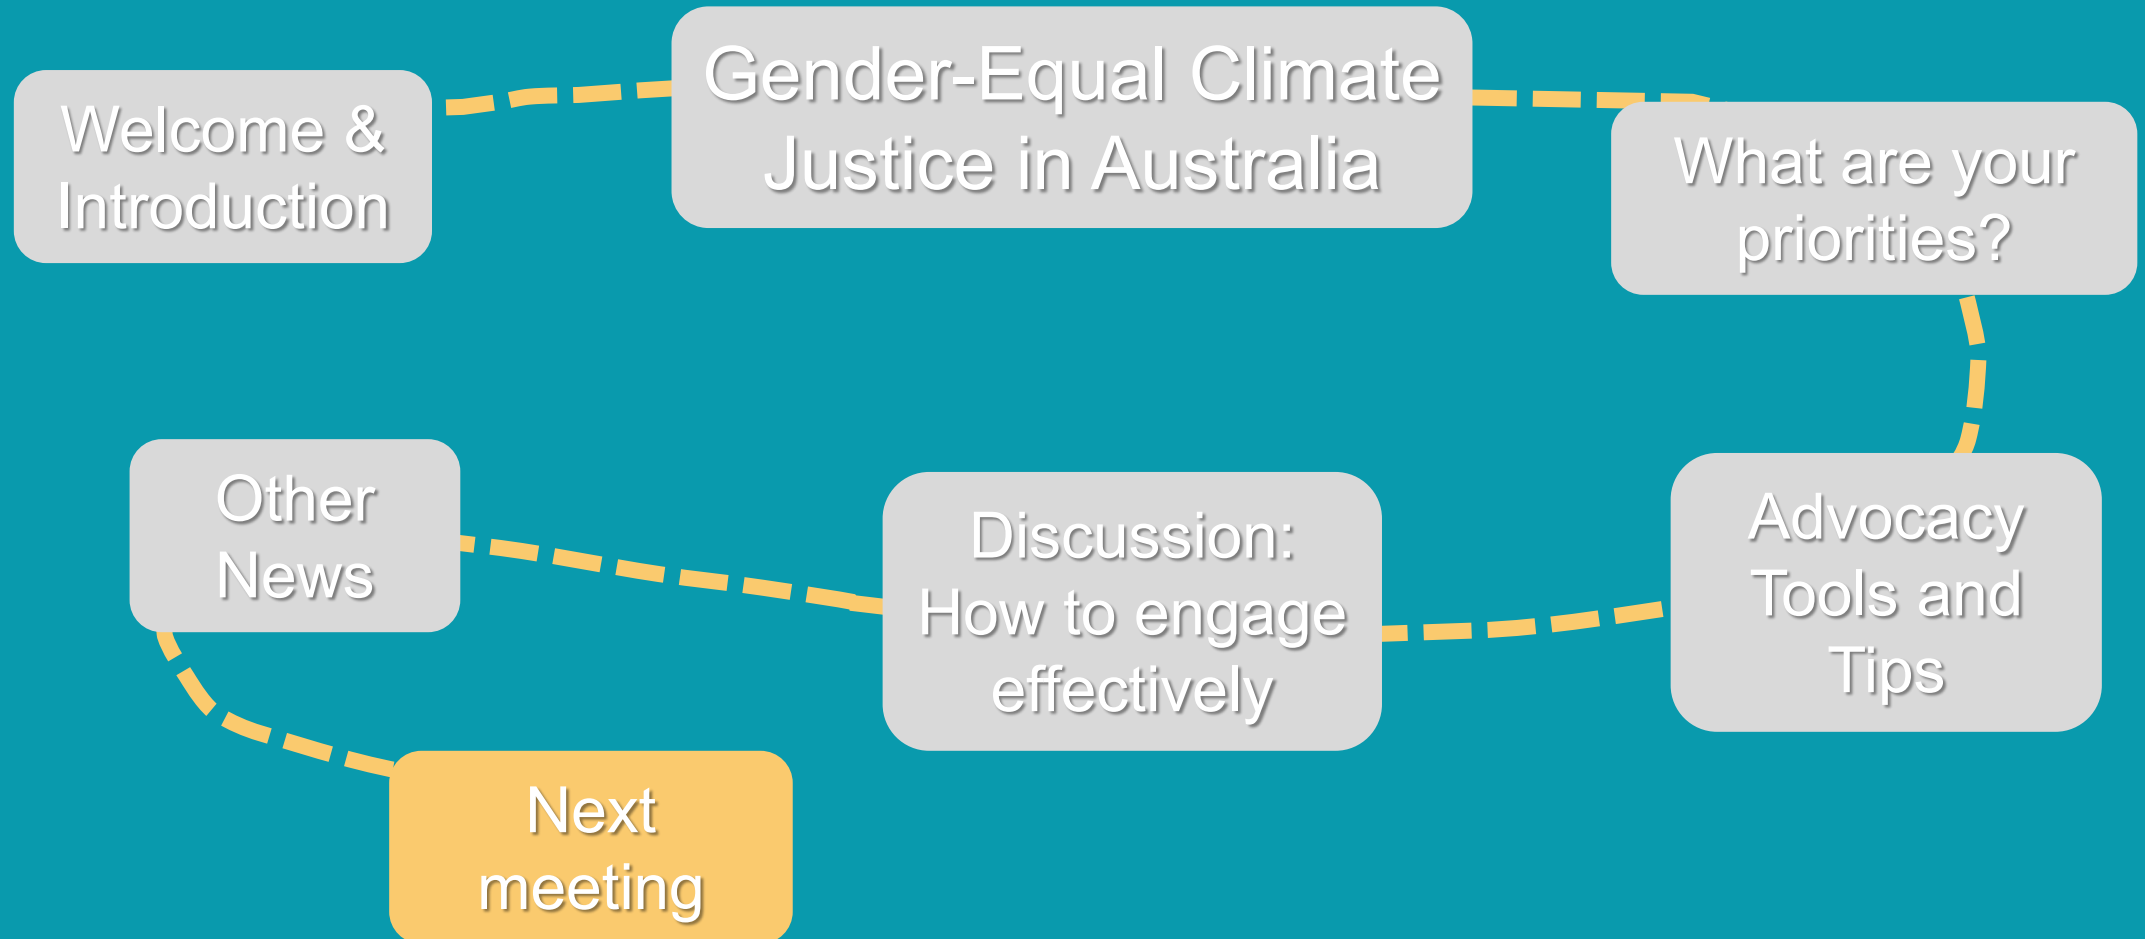 Welcome &
Introduction
Gender-Equal Climate
Justice in Australia
What are your
priorities?
Advocacy
Tools and
Tips
Discussion:
How to engage
effectively
Other
News
Next
meeting